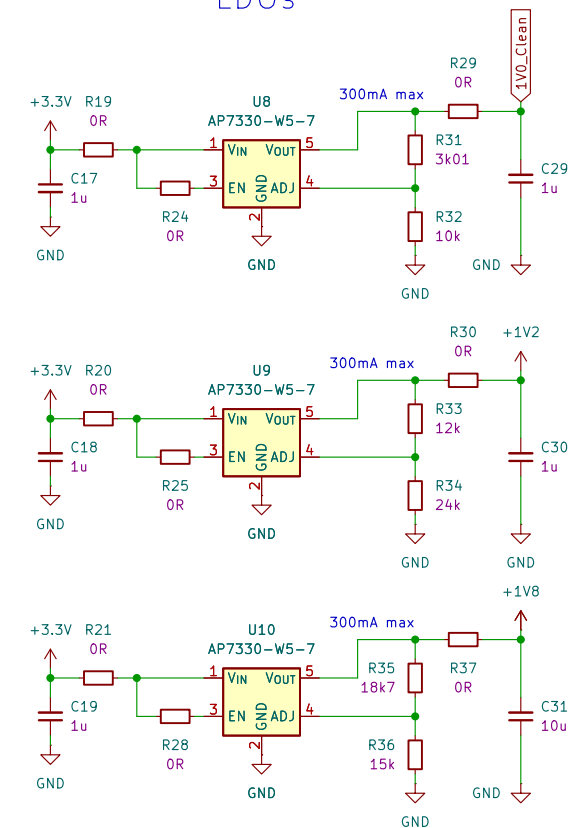 LDOs
1V0_Clean
+3.3V
R19
0R
U8
AP7330-W5-7
300mA max
R29
0R
1 VIN VOUT 5
3 EN GND ADJ 4
2
R24
0R
C17
1u
GND
GND
R31
3k01
R32
10k
GND
C29
1u
GND
+3.3V
R20
0R
U9
AP7330-W5-7
300mA max
R30
0R
+1V2
1 VIN VOUT 5
3 EN GND ADJ 4
2
R25
0R
C18
1u
GND
GND
R33
12k
R34
24k
GND
C30
1u
GND
+3.3V
R21
0R
U10
AP7330-W5-7
300mA max
+1V8
R37
0R
1 VIN VOUT 5
3 EN GND ADJ 4
2
R28
0R
C19
1u
GND
GND
R35
18k7
R36
15k
GND
C31
10u
GND